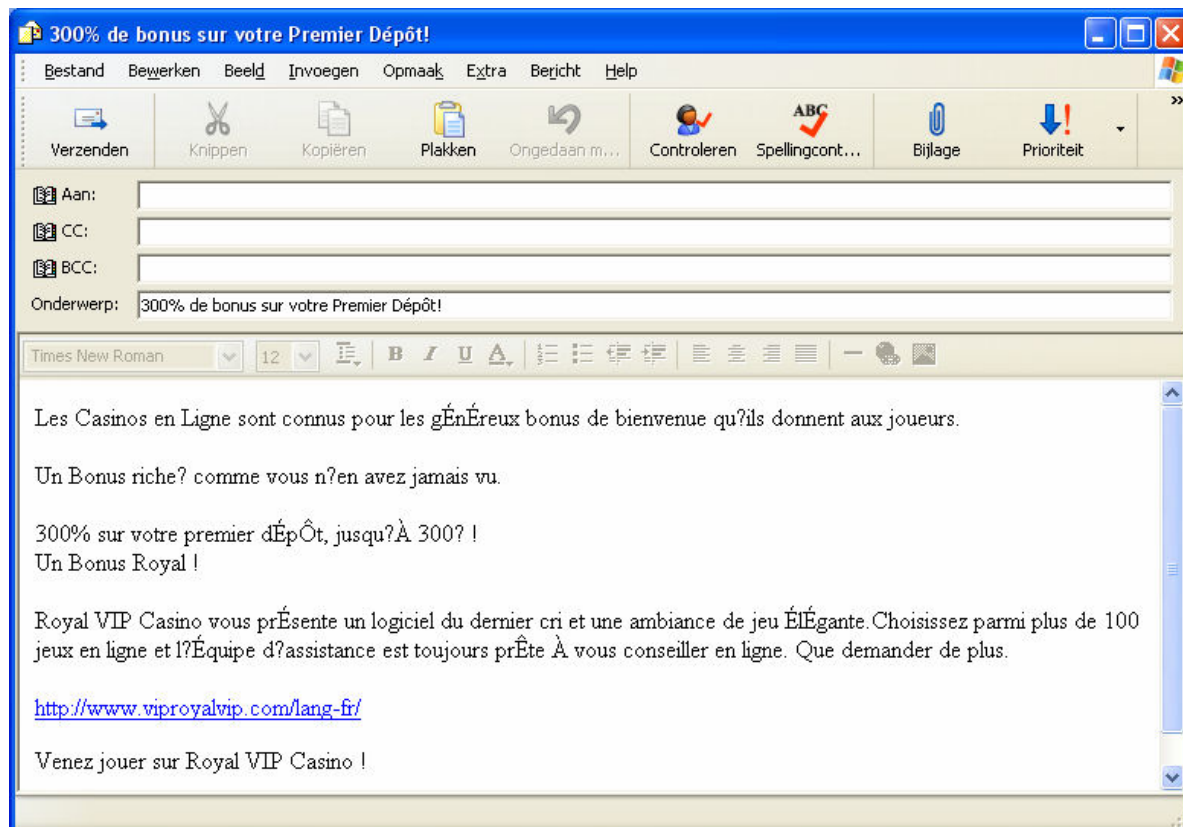 300% de bonus sur votre Premier Dépôt!
Bestand Bewerken Beeld Invoegen Opmaak Extra Bericht Help
Verzenden Knippen Kopiëren Plakken Ongedaan m... Controleren ABC Spellingcont... Bijlage Prioriteit
Aan:
CC:
BCC:
Onderwerp: 300% de bonus sur votre Premier Dépôt!
Times New Roman 12 B I U A
Les Casinos en Ligne sont connus pour les gÉnÉreux bonus de bienvenue qu?ils donnent aux joueurs.
Un Bonus riche? comme vous n?en avez jamais vu.
300% sur votre premier dÉpÔt, jusqu?À 300? !
Un Bonus Royal !
Royal VIP Casino vous prÉsente un logiciel du dernier cri et une ambiance de jeu ÉlÉgante.Choisissez parmi plus de 100
jeux en ligne et l?Équipe d?assistance est toujours prÊte À vous conseiller en ligne. Que demander de plus.
http://www.viproyalvip.com/lang-fr/
Venez jouer sur Royal VIP Casino !